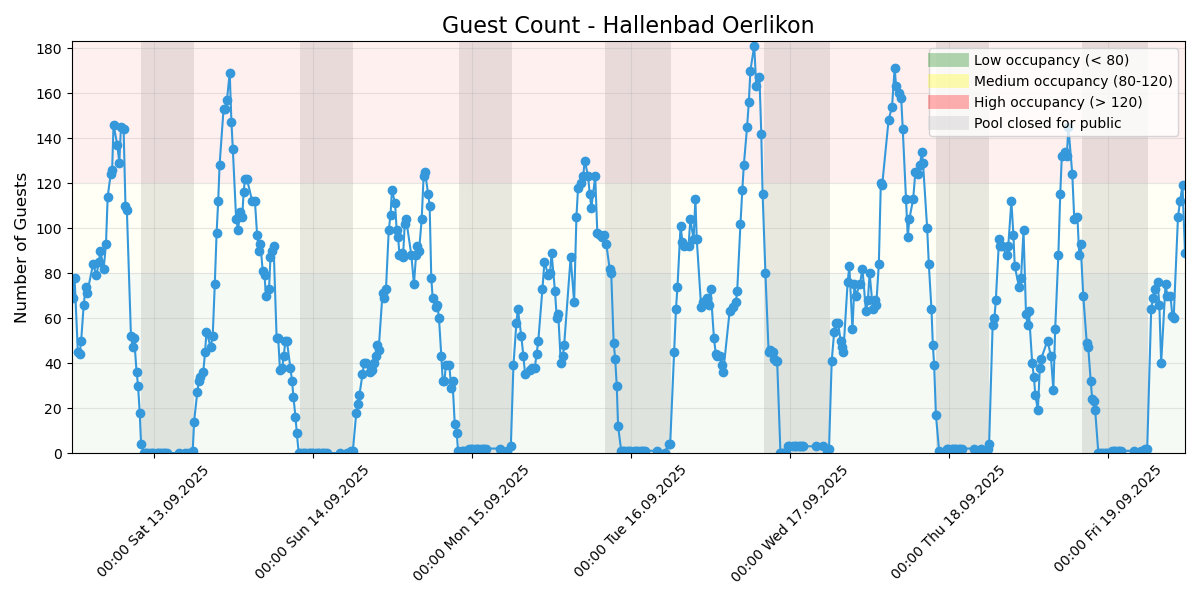 Guest Count - Hallenbad Oerlikon
Number of Guests
180
160
140
120
100
80
60
40
20
0
Low occupancy (< 80)
Medium occupancy (80-120)
High occupancy (> 120)
Pool closed for public
00:00 Sat 13.09.2025
00:00 Sun 14.09.2025
00:00 Mon 15.09.2025
00:00 Tue 16.09.2025
00:00 Wed 17.09.2025
00:00 Thu 18.09.2025
00:00 Fri 19.09.2025